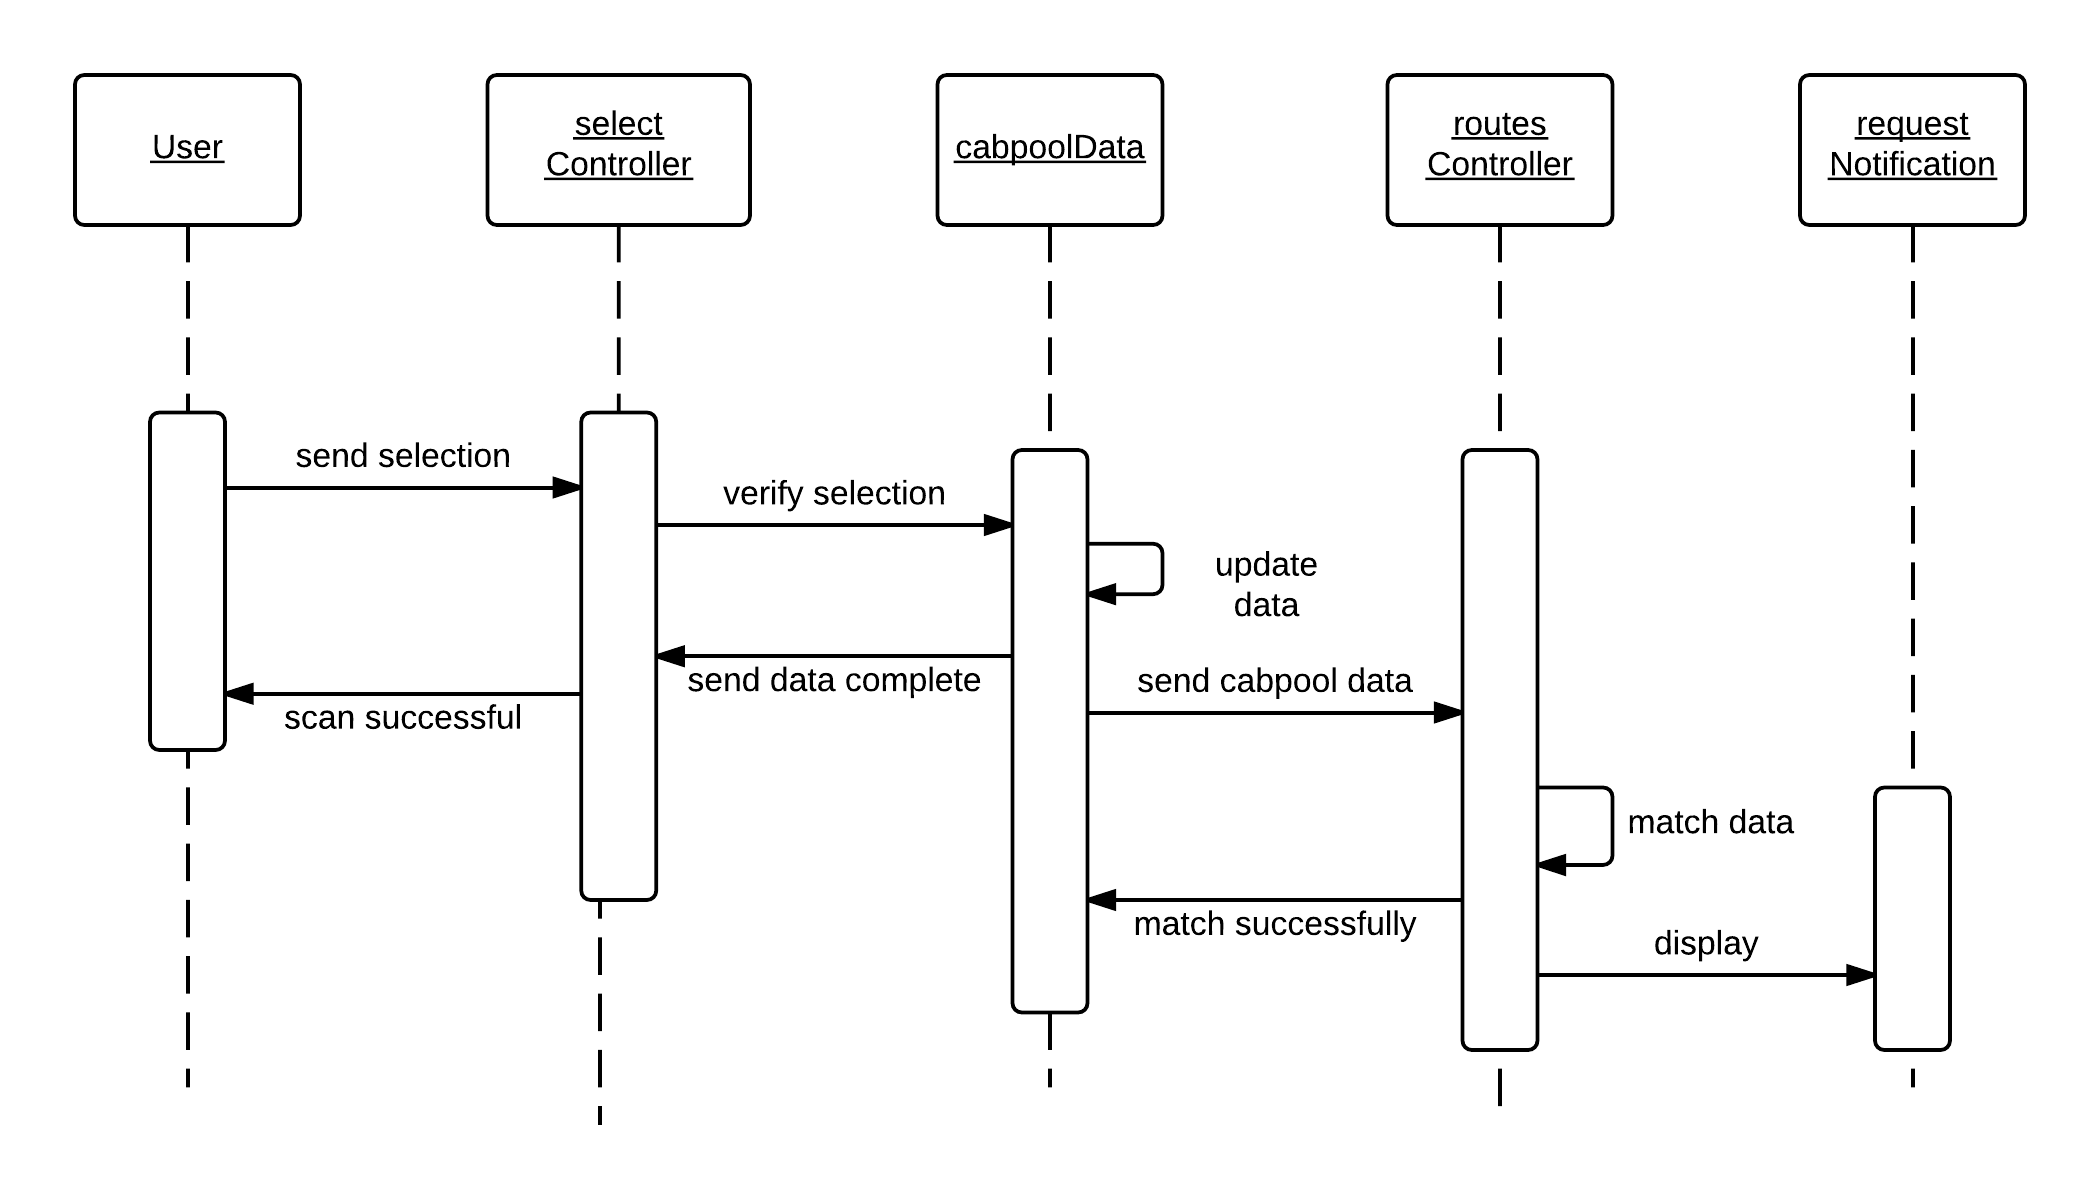 User
select
Controller
cabpoolData
routes
Controller
request
Notification
send selection
verify selection
update
data
send data complete
send cabpool data
scan successful
match data
match successfully
display